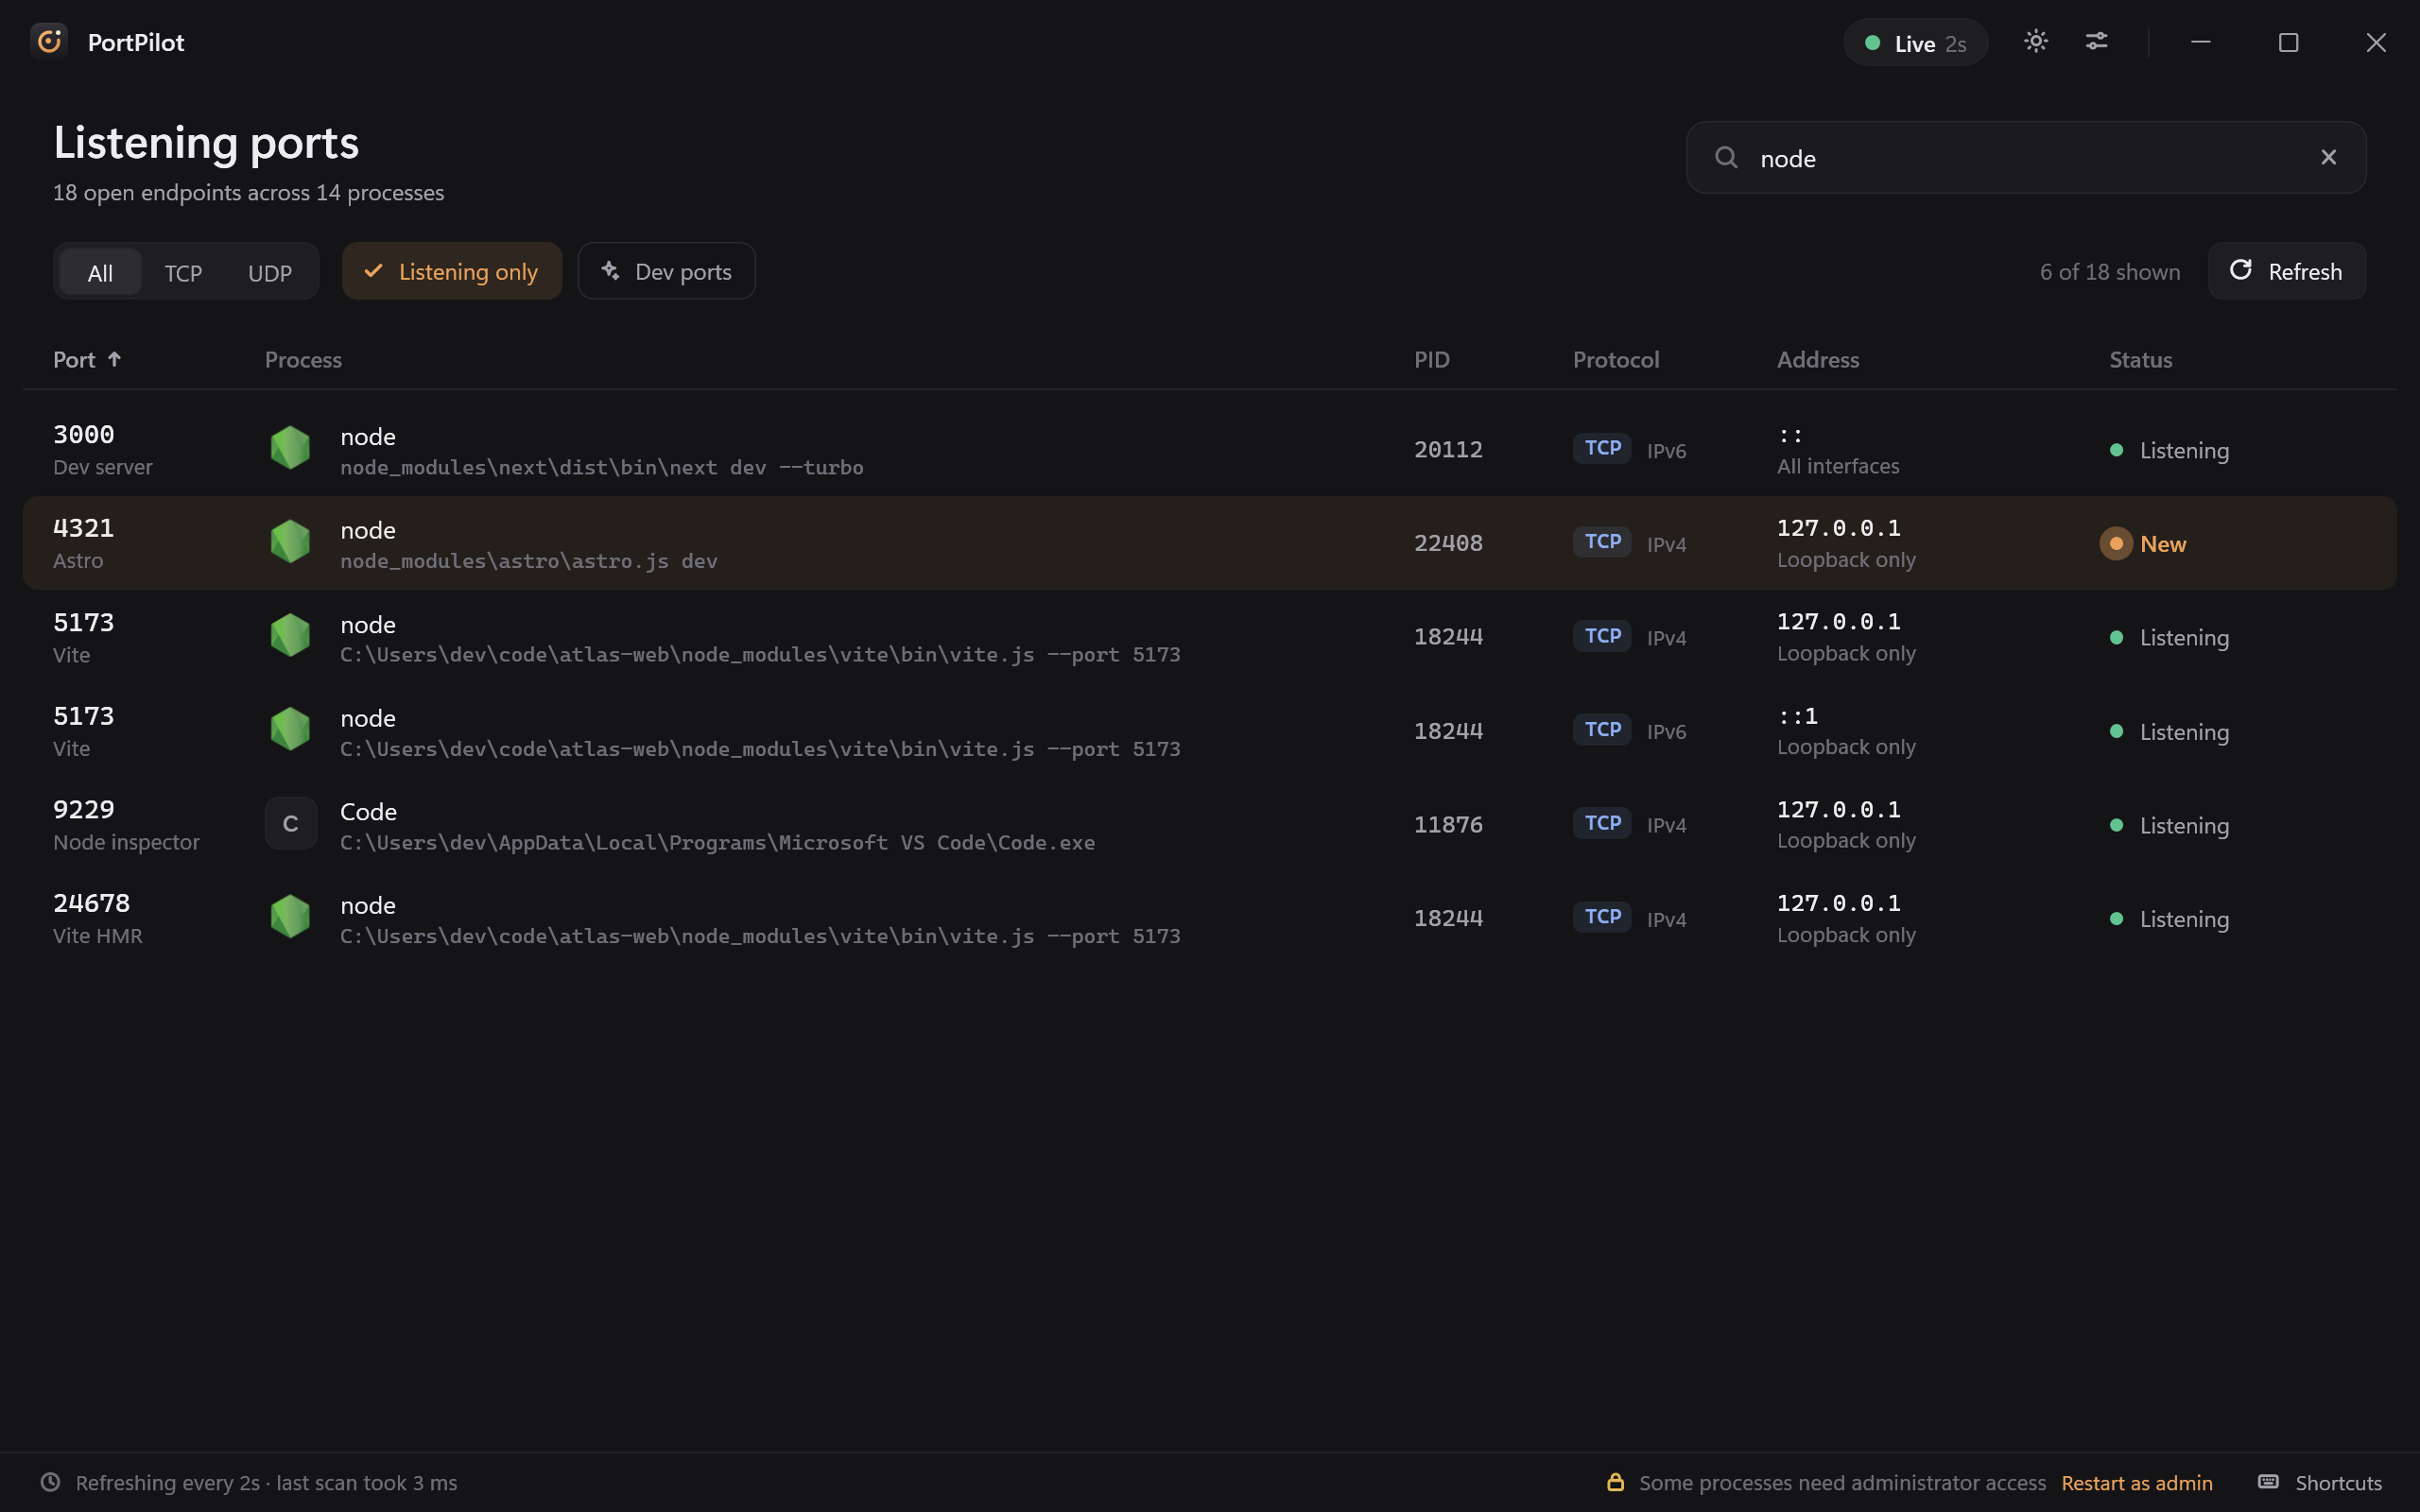 PortPilot
Live 2s
Listening ports
18 open endpoints across 14 processes
node
All TCP UDP Listening only Dev ports
6 of 18 shown Refresh
Port ↑ Process PID Protocol Address Status
3000 node 20112 TCP IPv6 :: Listening
Dev server node_modules\next\dist\bin\next dev --turbo All interfaces
4321 node 22408 TCP IPv4 127.0.0.1 New
Astro node_modules\astro\astro.js dev Loopback only
5173 node 18244 TCP IPv4 127.0.0.1 Listening
Vite C:\Users\dev\code\atlas-web\node_modules\vite\bin\vite.js --port 5173 Loopback only
5173 node 18244 TCP IPv6 ::1 Listening
Vite C:\Users\dev\code\atlas-web\node_modules\vite\bin\vite.js --port 5173 Loopback only
9229 C Code 11876 TCP IPv4 127.0.0.1 Listening
Node inspector C:\Users\dev\AppData\Local\Programs\Microsoft VS Code\Code.exe Loopback only
24678 node 18244 TCP IPv4 127.0.0.1 Listening
Vite HMR C:\Users\dev\code\atlas-web\node_modules\vite\bin\vite.js --port 5173 Loopback only
Refreshing every 2s · last scan took 3 ms
Some processes need administrator access Restart as admin Shortcuts